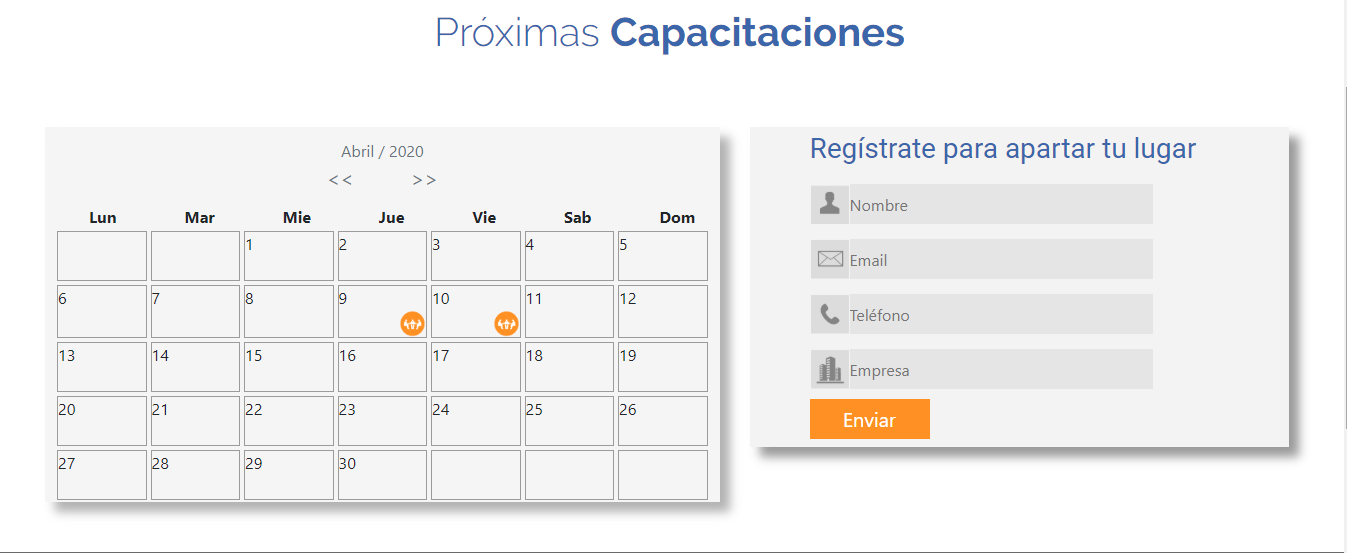 Próximas Capacitaciones
Abril / 2020
<< >>
Lun Mar Mie Jue Vie Sab Dom
1 2 3 4 5
6 7 8 9 10 11 12
13 14 15 16 17 18 19
20 21 22 23 24 25 26
27 28 29 30
Regístrate para apartar tu lugar
Nombre
Email
Teléfono
Empresa
Enviar